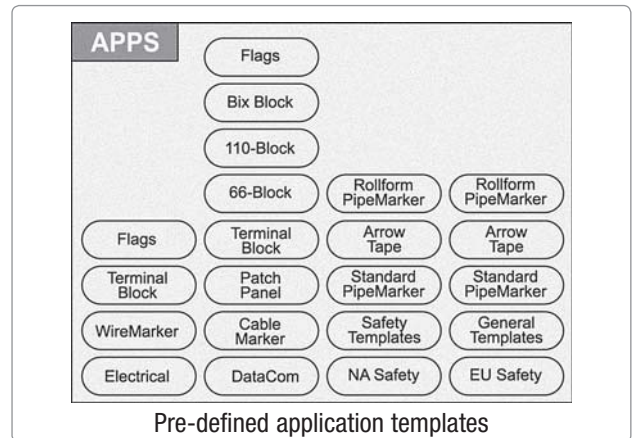 APPS
Flags
Bix Block
110-Block
66-Block
Rollform
PipeMarker
Rollform
PipeMarker
Flags
Terminal
Block
Arrow
Tape
Arrow
Tape
Terminal
Block
Patch
Panel
Standard
PipeMarker
Standard
PipeMarker
WireMarker
Cable
Marker
Safety
Templates
General
Templates
Electrical
DataCom
NA Safety
EU Safety
Pre-defined application templates